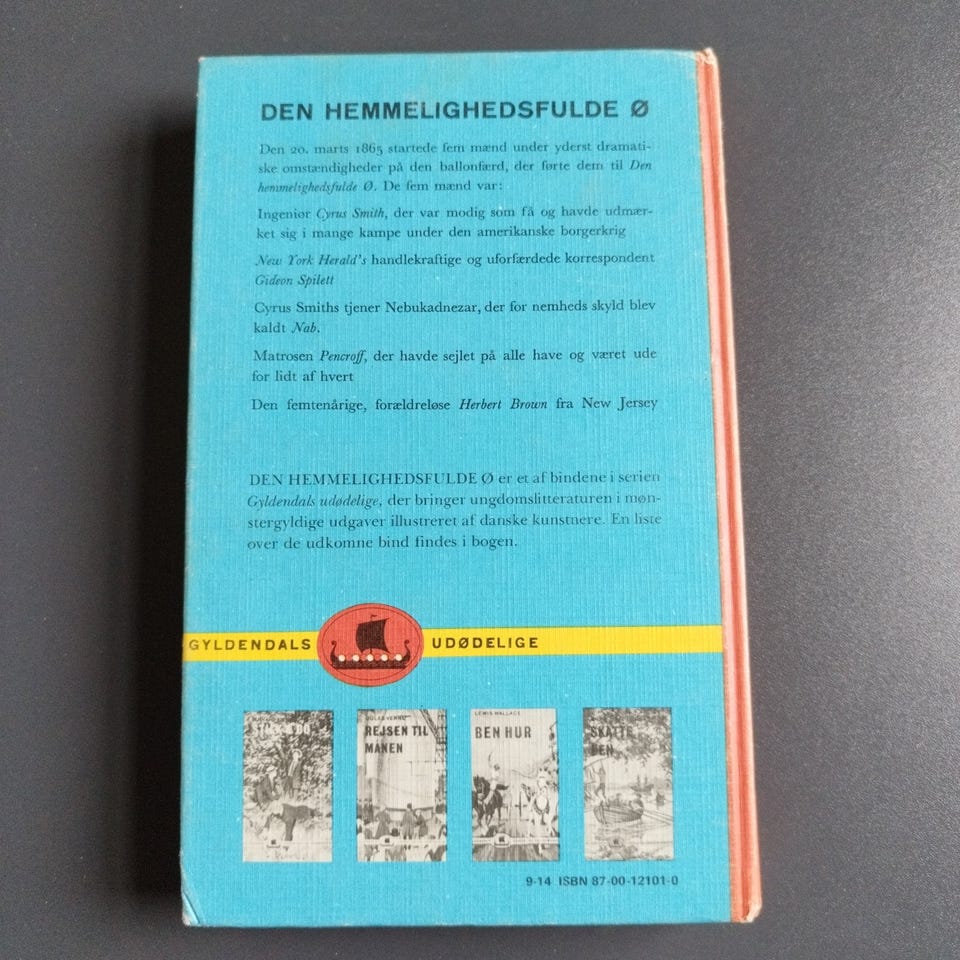 DEN HEMMELIGHEDSFULDE Ø
Den 20. marts 1865 startede fem mænd under yderst dramati-
ske omstændigheder på den ballonfærd, der førte dem til Den
hemmelighedsfulde Ø. De fem mænd var:
Ingeniør Cyrus Smith, der var modig som få og havde udmær-
ket sig i mange kampe under den amerikanske borgerkrig
New York Herald's handlekraftige og uforfærdede korrespondent
Gideon Spilett
Cyrus Smiths tjener Nebukadnezar, der for nemheds skyld blev
kaldt Nab.
Matrosen Pencroff, der havde sejlet på alle have og været ude
for lidt af hvert
Den femtenårige, forældreløse Herbert Brown fra New Jersey
DEN HEMMELIGHEDSFULDE Ø er et af bindene i serien
Gyldendals udødelige, der bringer ungdomslitteraturen i møn-
stergyldige udgaver illustreret af danske kunstnere. En liste
over de udkomne bind findes i bogen.
GYLDENDALS UDØDELIGE
JULES VERNE
REJSEN TIL
MÅNEN
LEWIS WALLACE
BEN HUR
SKATTE
ØEN
9-14 ISBN 87-00-12101-0